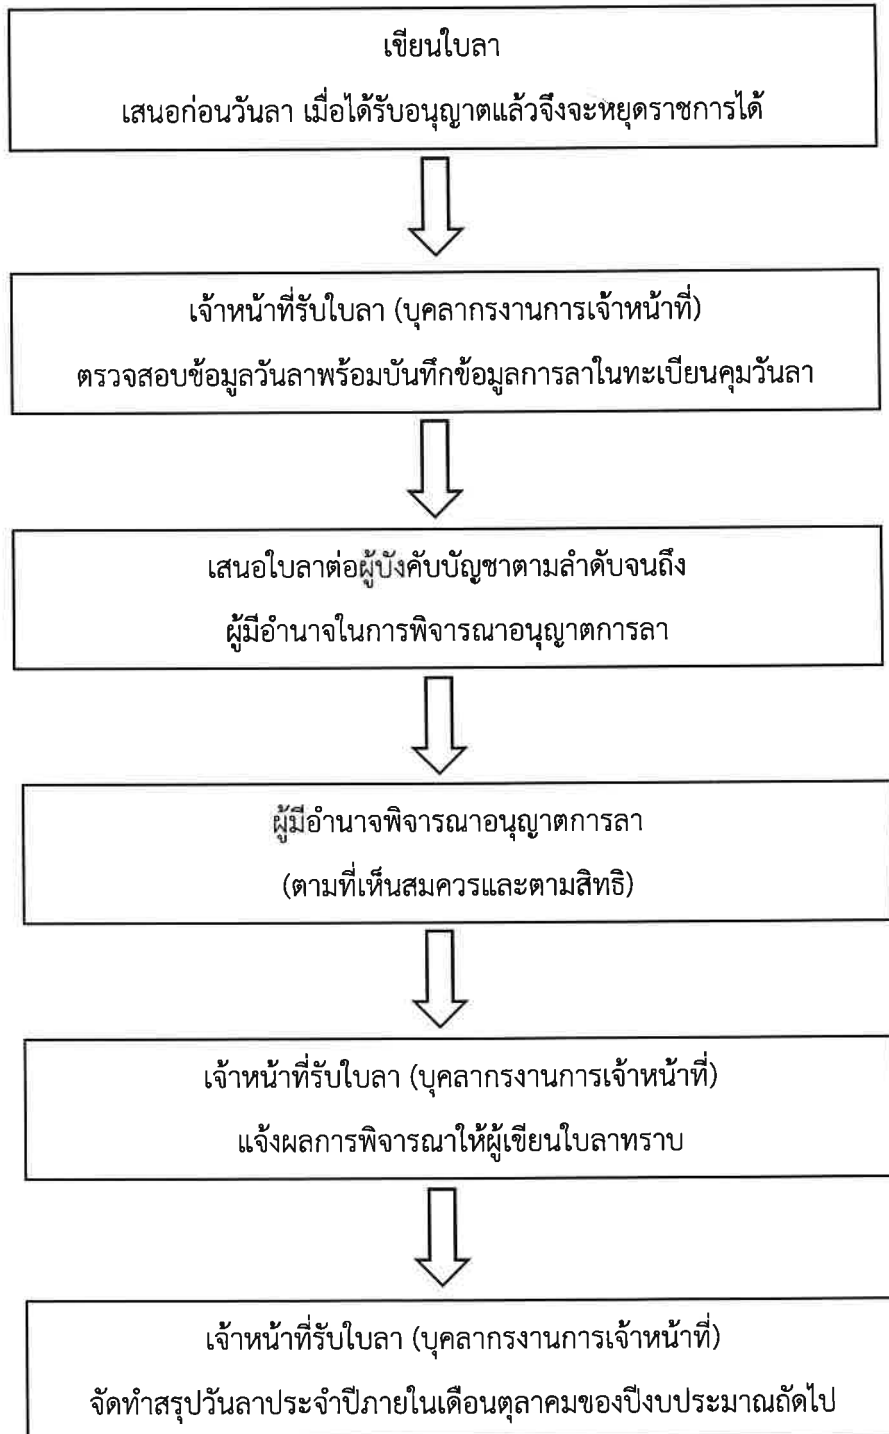 เขียนใบลา
เสนอก่อนวันลา เมื่อได้รับอนุญาตแล้วจึงจะหยุดราชการได้
เจ้าหน้าที่รับใบลา (บุคลากรงานการเจ้าหน้าที่)
ตรวจสอบข้อมูลวันลาพร้อมบันทึกข้อมูลการลาในทะเบียนคุมวันลา
เสนอใบลาต่อผู้บังคับบัญชาตามลำดับจนถึง
ผู้มีอำนาจในการพิจารณาอนุญาตการลา
ผู้มีอำนาจพิจารณาอนุญาตการลา
(ตามที่เห็นสมควรและตามสิทธิ)
เจ้าหน้าที่รับใบลา (บุคลากรงานการเจ้าหน้าที่)
แจ้งผลการพิจารณาให้ผู้เขียนใบลาทราบ
เจ้าหน้าที่รับใบลา (บุคลากรงานการเจ้าหน้าที่)
จัดทำสรุปวันลาประจำปีภายในเดือนตุลาคมของปีงบประมาณถัดไป